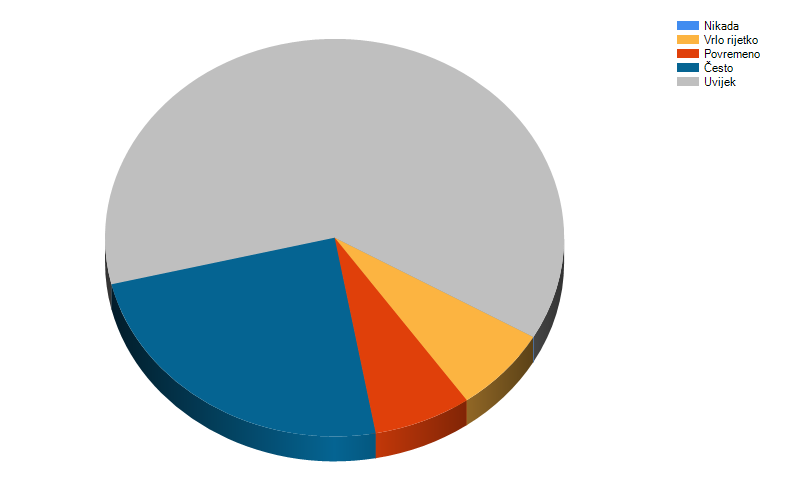 Nikada
Vrlo rijetko
Povremeno
Često
Uvijek